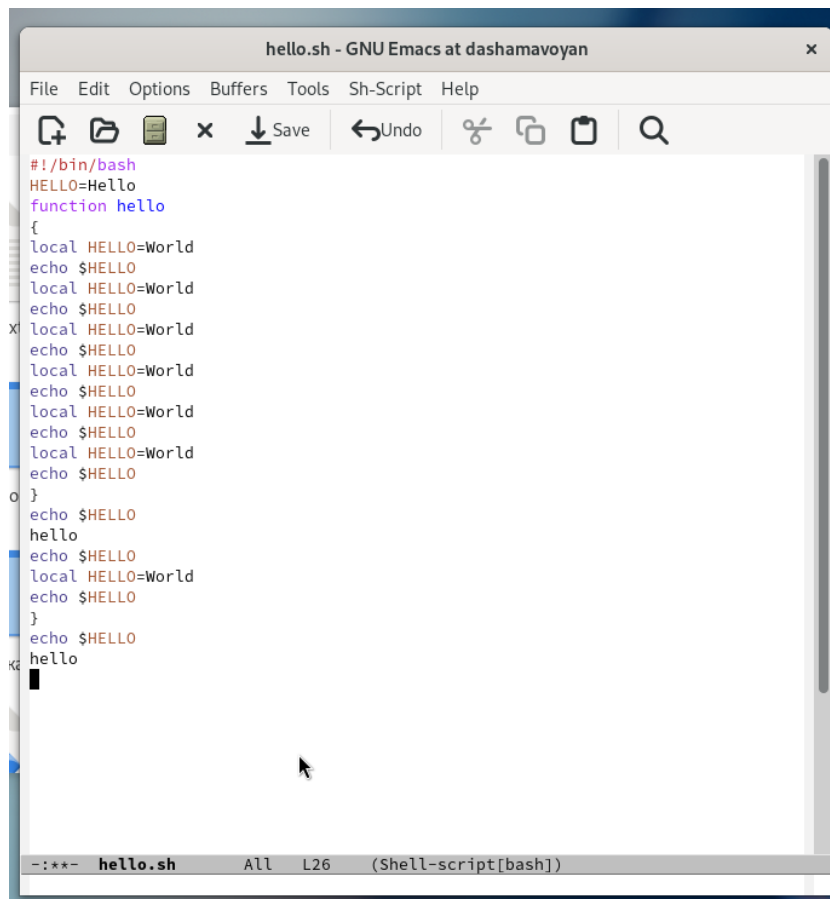 hello.sh - GNU Emacs at dashamavoyan
File Edit Options Buffers Tools Sh-Script Help
Save Undo
#!/bin/bash
HELLO=Hello
function hello
{
local HELLO=World
echo $HELLO
local HELLO=World
echo $HELLO
local HELLO=World
echo $HELLO
local HELLO=World
echo $HELLO
local HELLO=World
echo $HELLO
local HELLO=World
echo $HELLO
}
echo $HELLO
hello
echo $HELLO
local HELLO=World
echo $HELLO
}
echo $HELLO
hello
-:**- hello.sh All L26 (Shell-script[bash])